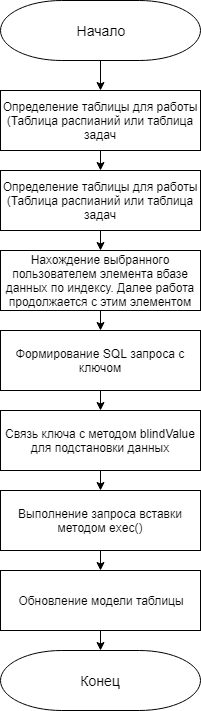 Начало
Определение таблицы для работы
(Таблица распианий или таблица
задач
Определение таблицы для работы
(Таблица распианий или таблица
задач
Нахождение выбранного
пользователем элемента вбазе
данных по индексу. Далее работа
продолжается с этим элементом
Формирование SQL запроса с
ключом
Связь ключа с методом blindValue
для подстановки данных
Выполнение запроса вставки
методом exec()
Обновление модели таблицы
Конец